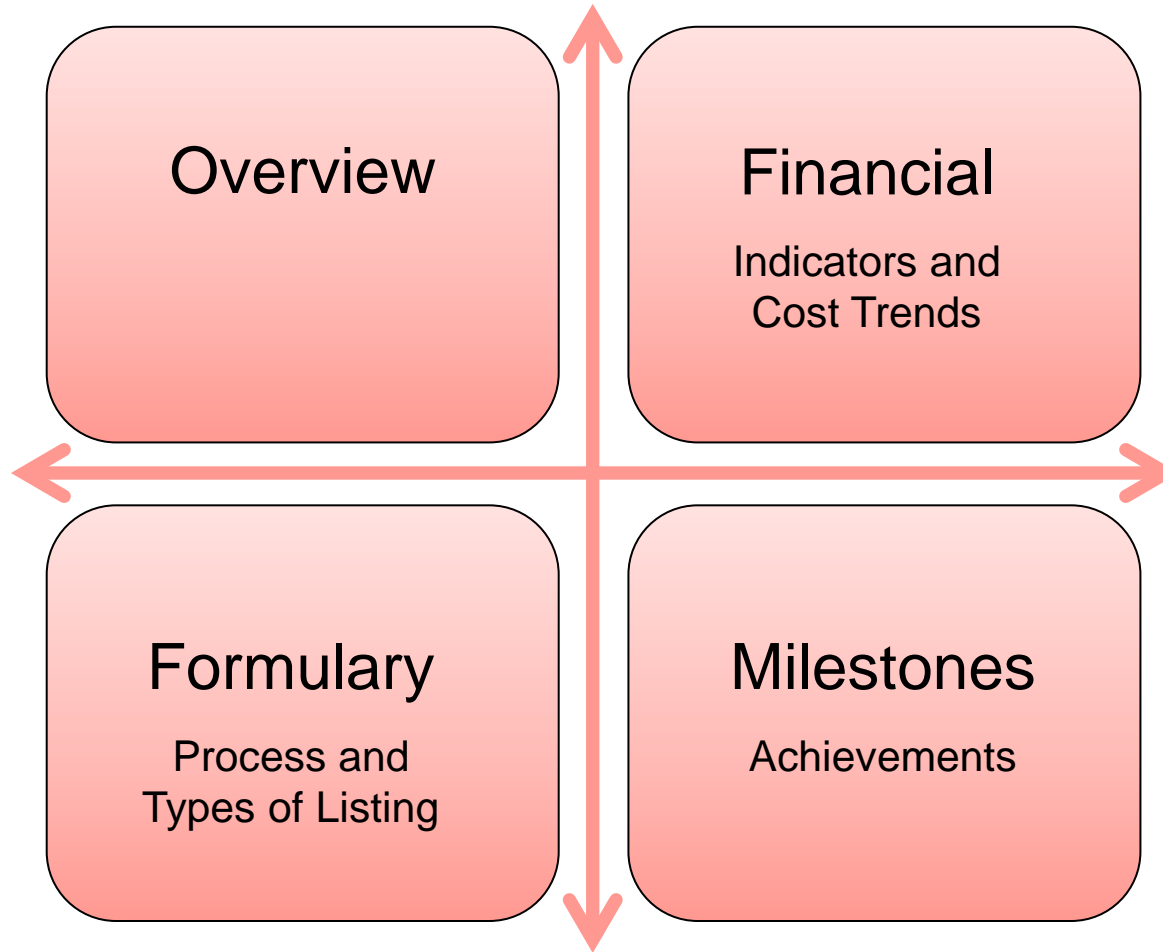 Overview
Financial
Indicators and
Cost Trends
Formulary
Process and
Types of Listing
Milestones
Achievements